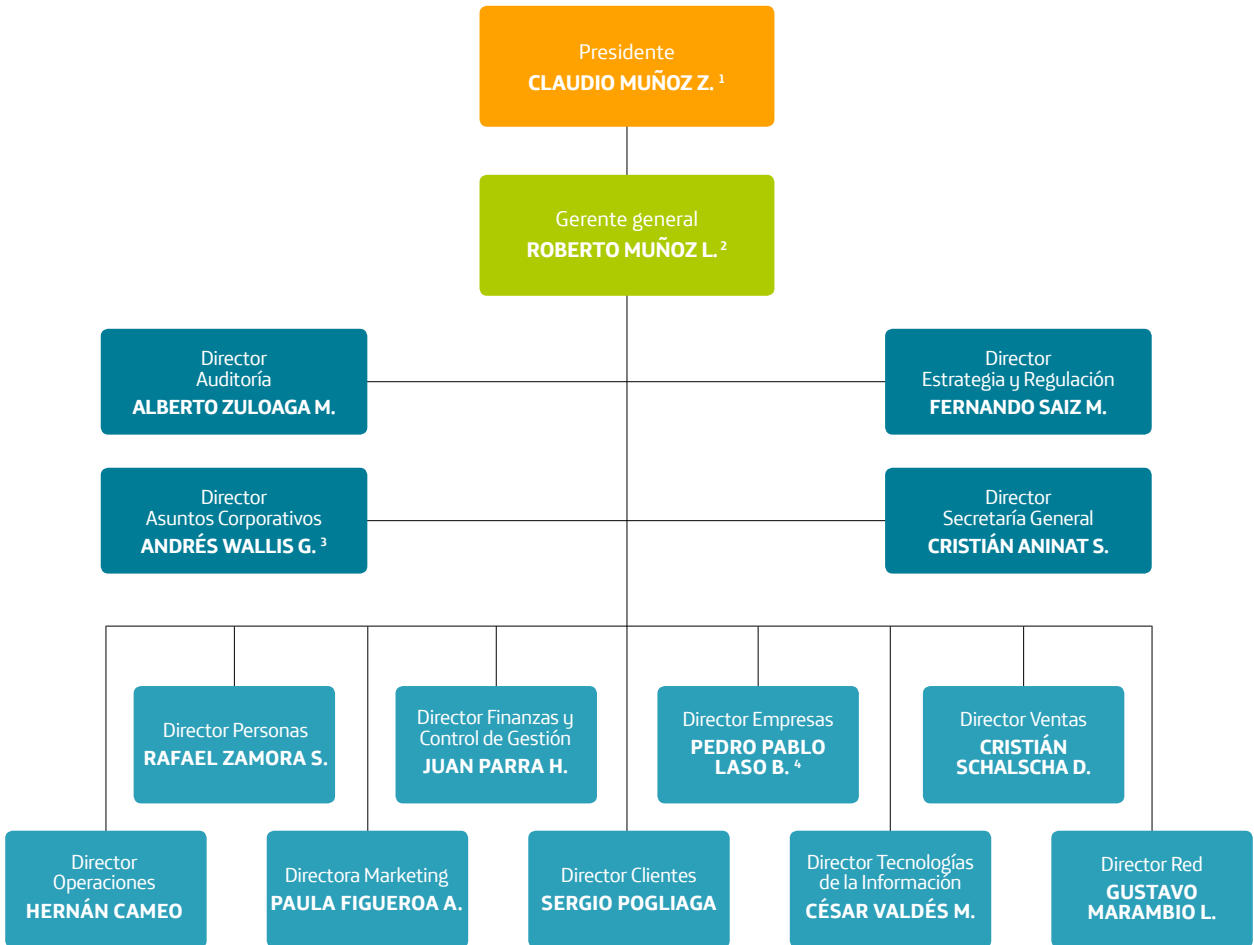 Presidente
CLAUDIO MUÑOZ Z. 1
Gerente general
ROBERTO MUÑOZ L. 2
Director
Auditoría
ALBERTO ZULOAGA M.
Director
Estrategia y Regulación
FERNANDO SAIZ M.
Director
Asuntos Corporativos
ANDRÉS WALLIS G. 3
Director
Secretaría General
CRISTIÁN ANINAT S.
Director Personas
RAFAEL ZAMORA S.
Director Finanzas y
Control de Gestión
JUAN PARRA H.
Director Empresas
PEDRO PABLO
LASO B. 4
Director Ventas
CRISTIÁN
SCHALSCHA D.
Director
Operaciones
HERNÁN CAMEO
Directora Marketing
PAULA FIGUEROA A.
Director Clientes
SERGIO POGLIAGA
Director Tecnologías
de la Información
CÉSAR VALDÉS M.
Director Red
GUSTAVO
MARAMBIO L.